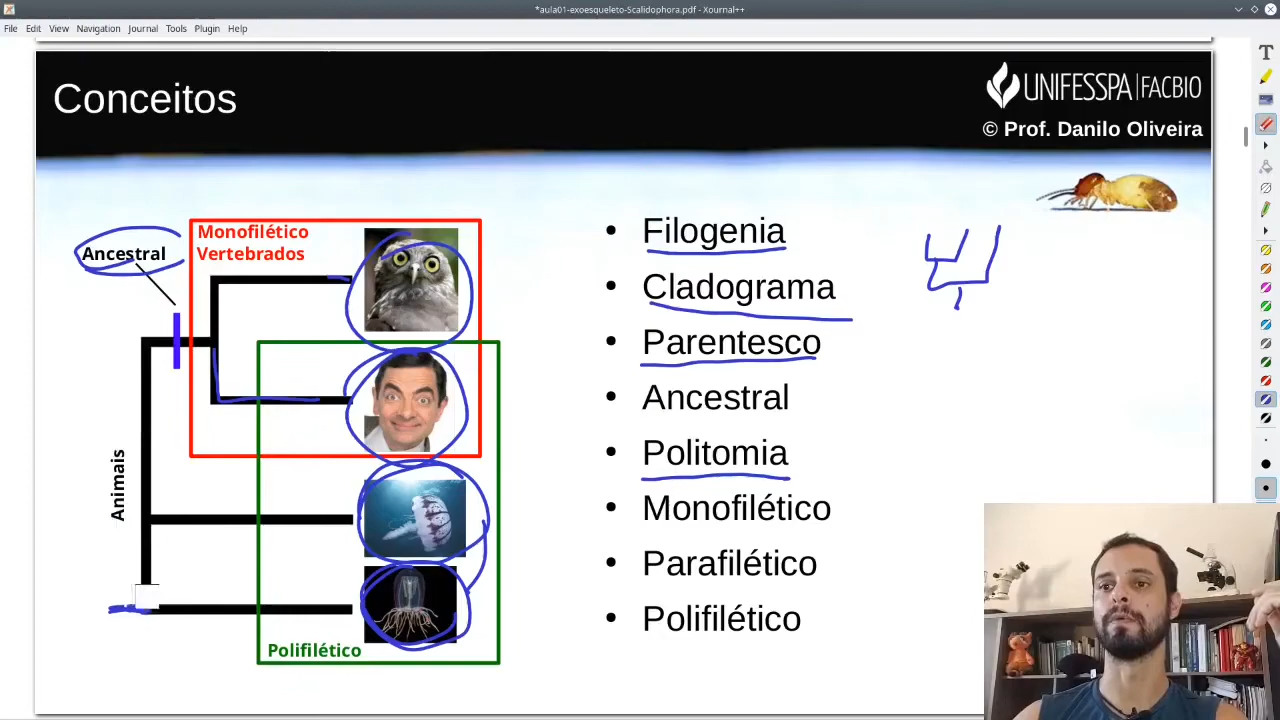 *aula01-exoesqueleto-Scalidophora.pdf - Xournal++
File Edit View Navigation Journal Tools Plugin Help
Conceitos
UNIFESSPA|FACBIO
© Prof. Danilo Oliveira
Ancestral
Monofilético
Vertebrados
Animais
Polifilético
• Filogenia
• Cladograma
• Parentesco
• Ancestral
• Politomia
• Monofilético
• Parafilético
• Polifilético
T